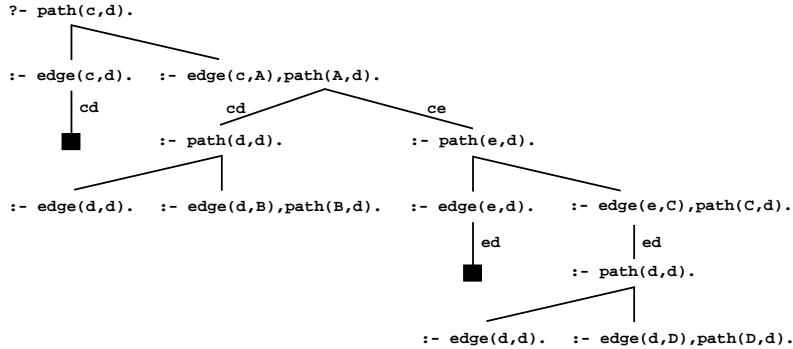 ?- path(c,d).
:- edge(c,d). :- edge(c,A),path(A,d).
cd
cd ce
:- path(d,d). :- path(e,d).
:- edge(d,d). :- edge(d,B),path(B,d). :- edge(e,d). :- edge(e,C),path(C,d).
ed ed
:- path(d,d).
:- edge(d,d). :- edge(d,D),path(D,d).